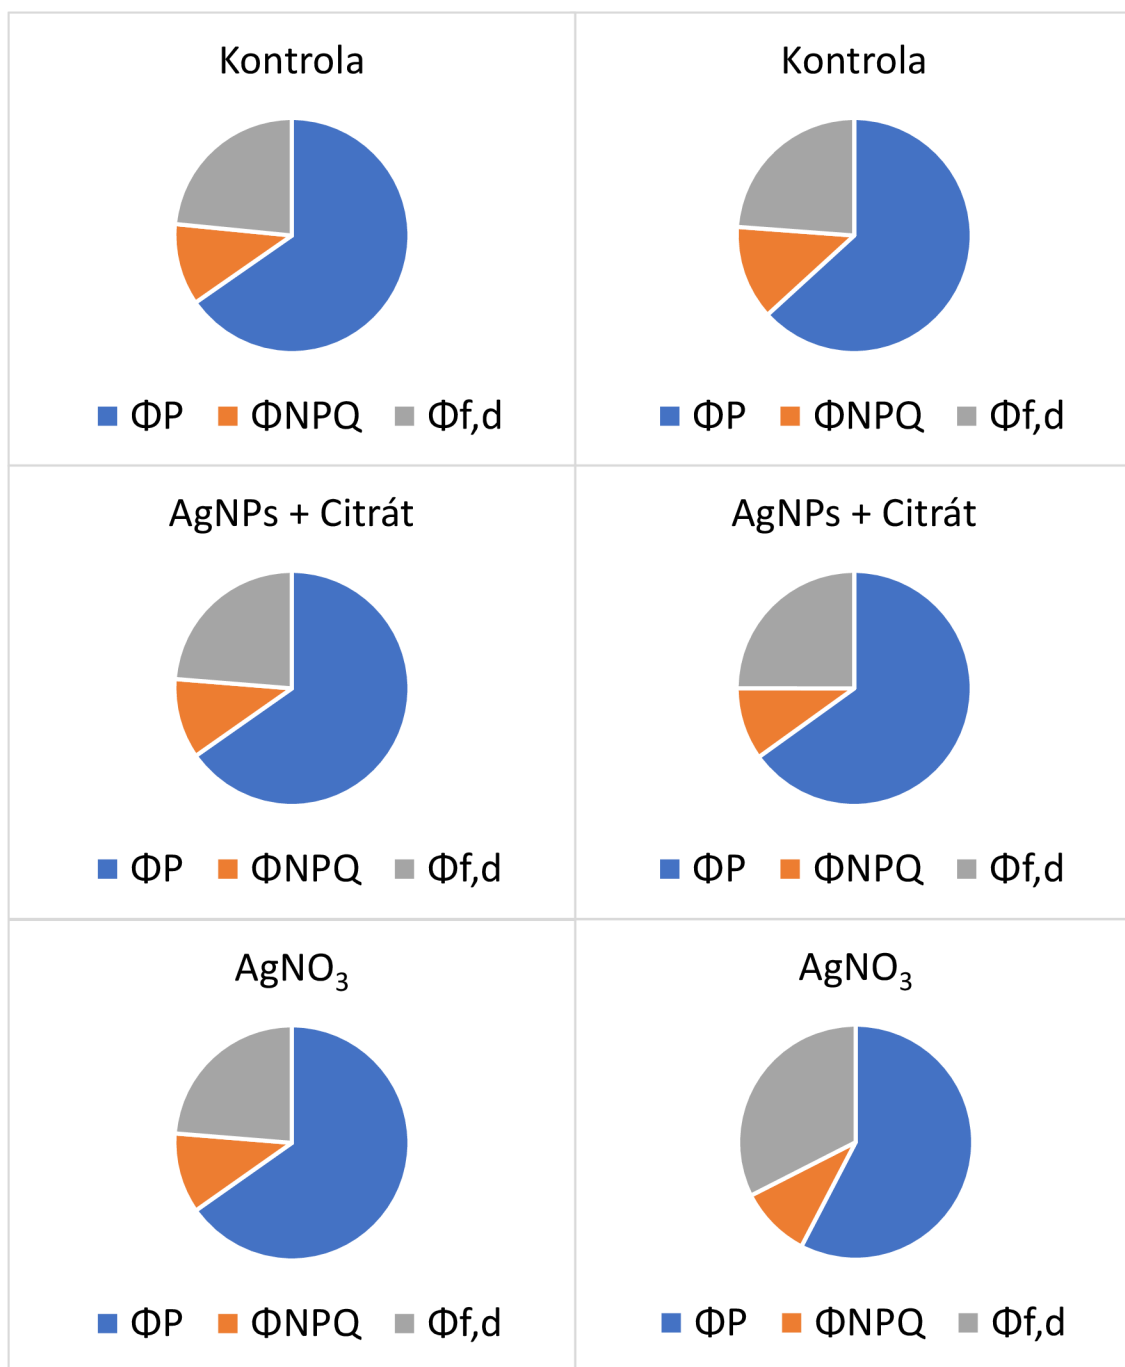 Kontrola
ΦP ΦNPQ Φf,d
Kontrola
ΦP ΦNPQ Φf,d
AgNPs + Citrát
ΦP ΦNPQ Φf,d
AgNPs + Citrát
ΦP ΦNPQ Φf,d
AgNO₃
ΦP ΦNPQ Φf,d
AgNO₃
ΦP ΦNPQ Φf,d